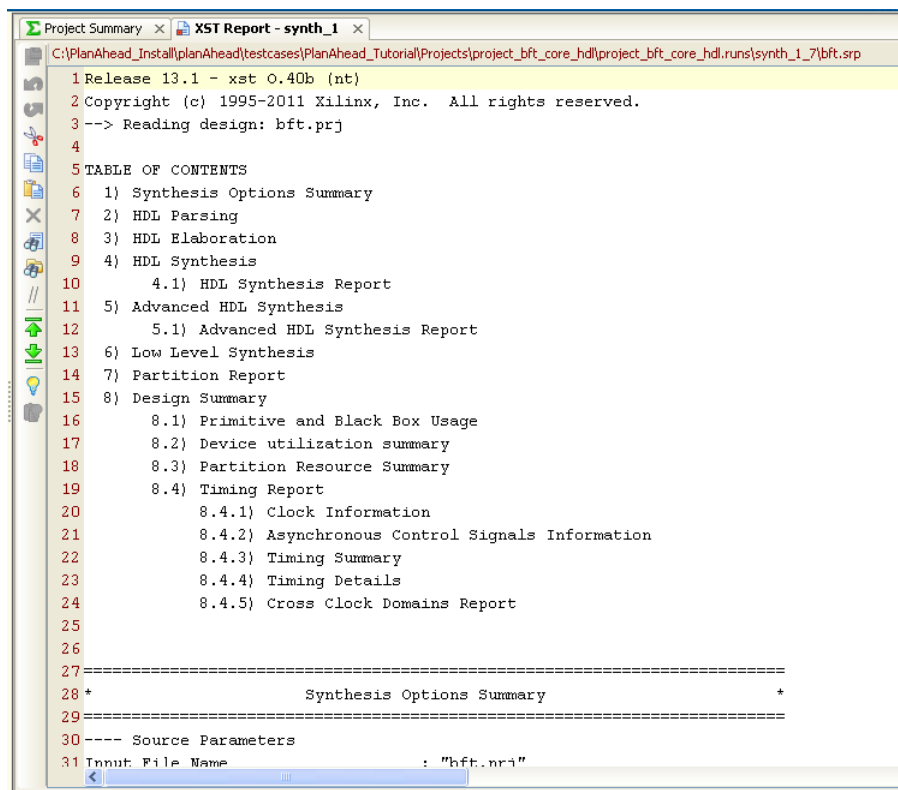 Project Summary XST Report - synth_1
C:\PlanAhead_Install\planAhead\testcases\PlanAhead_Tutorial\Projects\project_bft_core_hdl\project_bft_core_hdl.runs\synth_1_7\bft.srp
1 Release 13.1 - xst O.40b (nt)
2 Copyright (c) 1995-2011 Xilinx, Inc.  All rights reserved.
3 --> Reading design: bft.prj
4
5 TABLE OF CONTENTS
6   1) Synthesis Options Summary
7   2) HDL Parsing
8   3) HDL Elaboration
9   4) HDL Synthesis
10        4.1) HDL Synthesis Report
11   5) Advanced HDL Synthesis
12        5.1) Advanced HDL Synthesis Report
13   6) Low Level Synthesis
14   7) Partition Report
15   8) Design Summary
16        8.1) Primitive and Black Box Usage
17        8.2) Device utilization summary
18        8.3) Partition Resource Summary
19        8.4) Timing Report
20             8.4.1) Clock Information
21             8.4.2) Asynchronous Control Signals Information
22             8.4.3) Timing Summary
23             8.4.4) Timing Details
24             8.4.5) Cross Clock Domains Report
25
26
27 =========================================================================
28 *                      Synthesis Options Summary                        *
29 =========================================================================
30 ---- Source Parameters
31 Input File Name                    : "bft.prj"